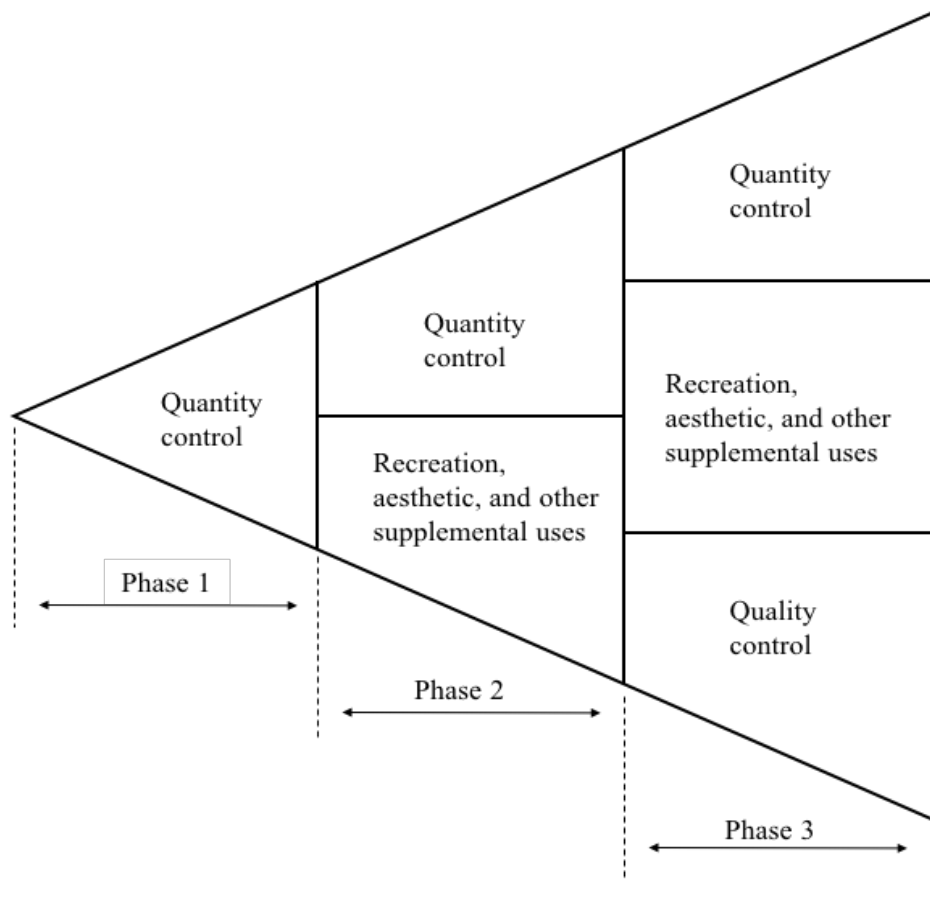 Quantity
control
Quantity
control
Quantity
control
Recreation,
aesthetic, and other
supplemental uses
Recreation,
aesthetic, and other
supplemental uses
Quality
control
Phase 1
Phase 2
Phase 3